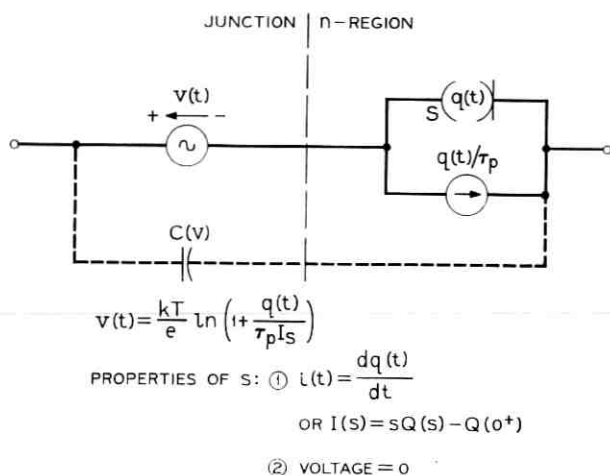 JUNCTION n-REGION
v(t)
+ -
S (q(t))
q(t)/τp
C(v)
v(t) = kT/e ln (1 + q(t)/τpIs)
PROPERTIES OF S: ① i(t) = dq(t)/dt
OR I(s) = sQ(s) - Q(0⁺)
② VOLTAGE = 0